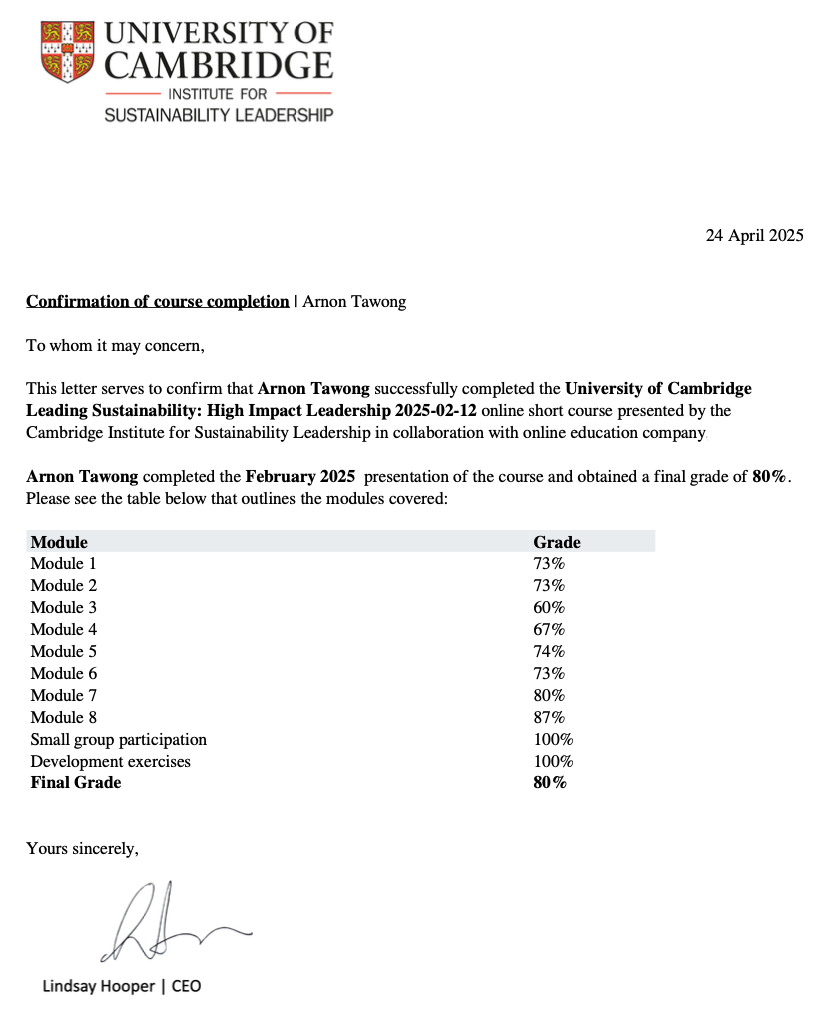 UNIVERSITY OF
CAMBRIDGE
INSTITUTE FOR
SUSTAINABILITY LEADERSHIP
24 April 2025
Confirmation of course completion | Arnon Tawong
To whom it may concern,
This letter serves to confirm that Arnon Tawong successfully completed the University of Cambridge
Leading Sustainability: High Impact Leadership 2025-02-12 online short course presented by the
Cambridge Institute for Sustainability Leadership in collaboration with online education company.
Arnon Tawong completed the February 2025 presentation of the course and obtained a final grade of 80%.
Please see the table below that outlines the modules covered:
Module Grade
Module 1 73%
Module 2 73%
Module 3 60%
Module 4 67%
Module 5 74%
Module 6 73%
Module 7 80%
Module 8 87%
Small group participation 100%
Development exercises 100%
Final Grade 80%
Yours sincerely,
Lindsay Hooper | CEO